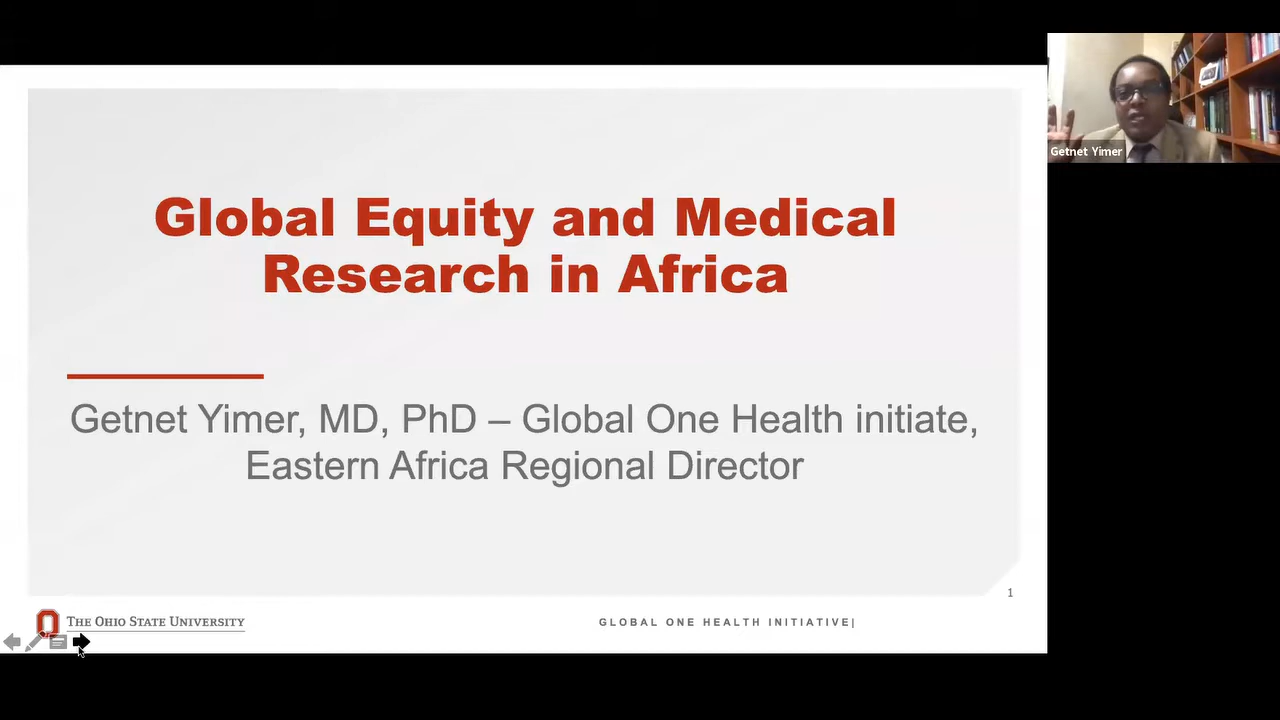 Global Equity and Medical
Research in Africa
Getnet Yimer, MD, PhD – Global One Health initiate,
Eastern Africa Regional Director
1
THE OHIO STATE UNIVERSITY
GLOBAL ONE HEALTH INITIATIVE|
Getnet Yimer